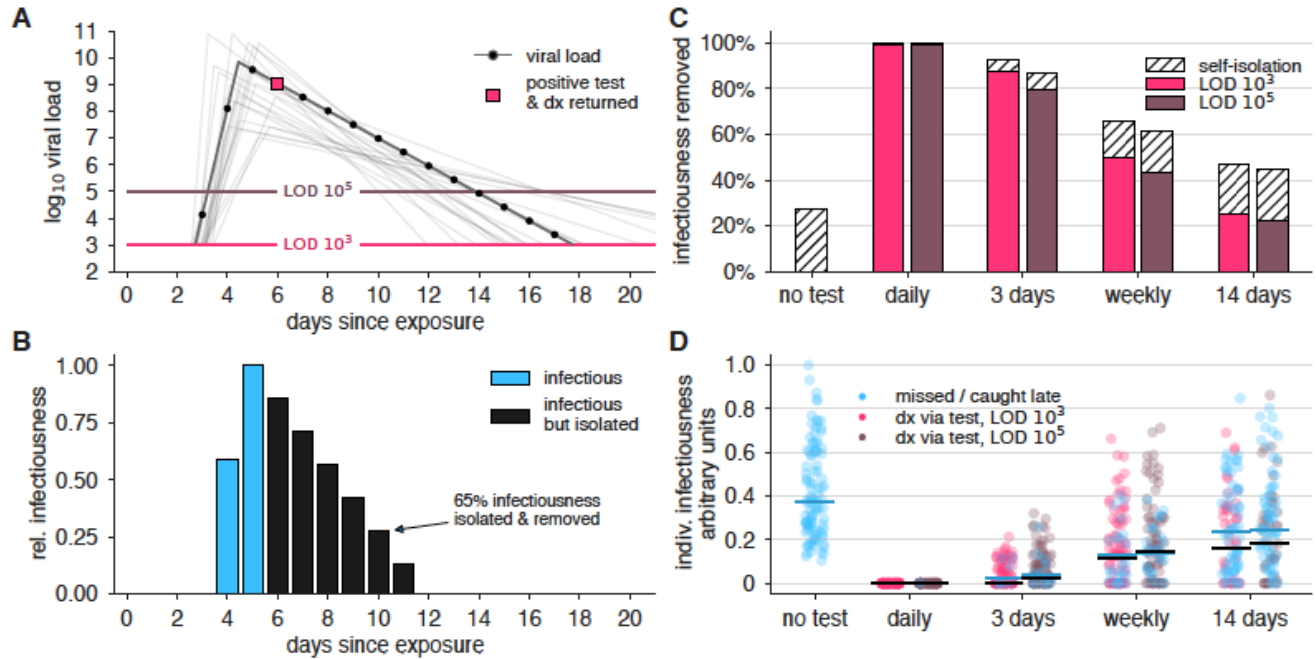 A
11
10
9
8
7
6
5
4
3
2
log10 viral load
viral load
positive test
& dx returned
LOD 10^5
LOD 10^3
0 2 4 6 8 10 12 14 16 18 20
days since exposure
B
1.00
0.75
0.50
0.25
0.00
rel. infectiousness
infectious
infectious
but isolated
65% infectiousness
isolated & removed
0 2 4 6 8 10 12 14 16 18 20
days since exposure
C
100%
80%
60%
40%
20%
0%
infectiousness removed
self-isolation
LOD 10^3
LOD 10^5
no test daily 3 days weekly 14 days
D
1.0
0.8
0.6
0.4
0.2
0
indiv. infectiousness
arbitrary units
missed / caught late
dx via test, LOD 10^3
dx via test, LOD 10^5
no test daily 3 days weekly 14 days